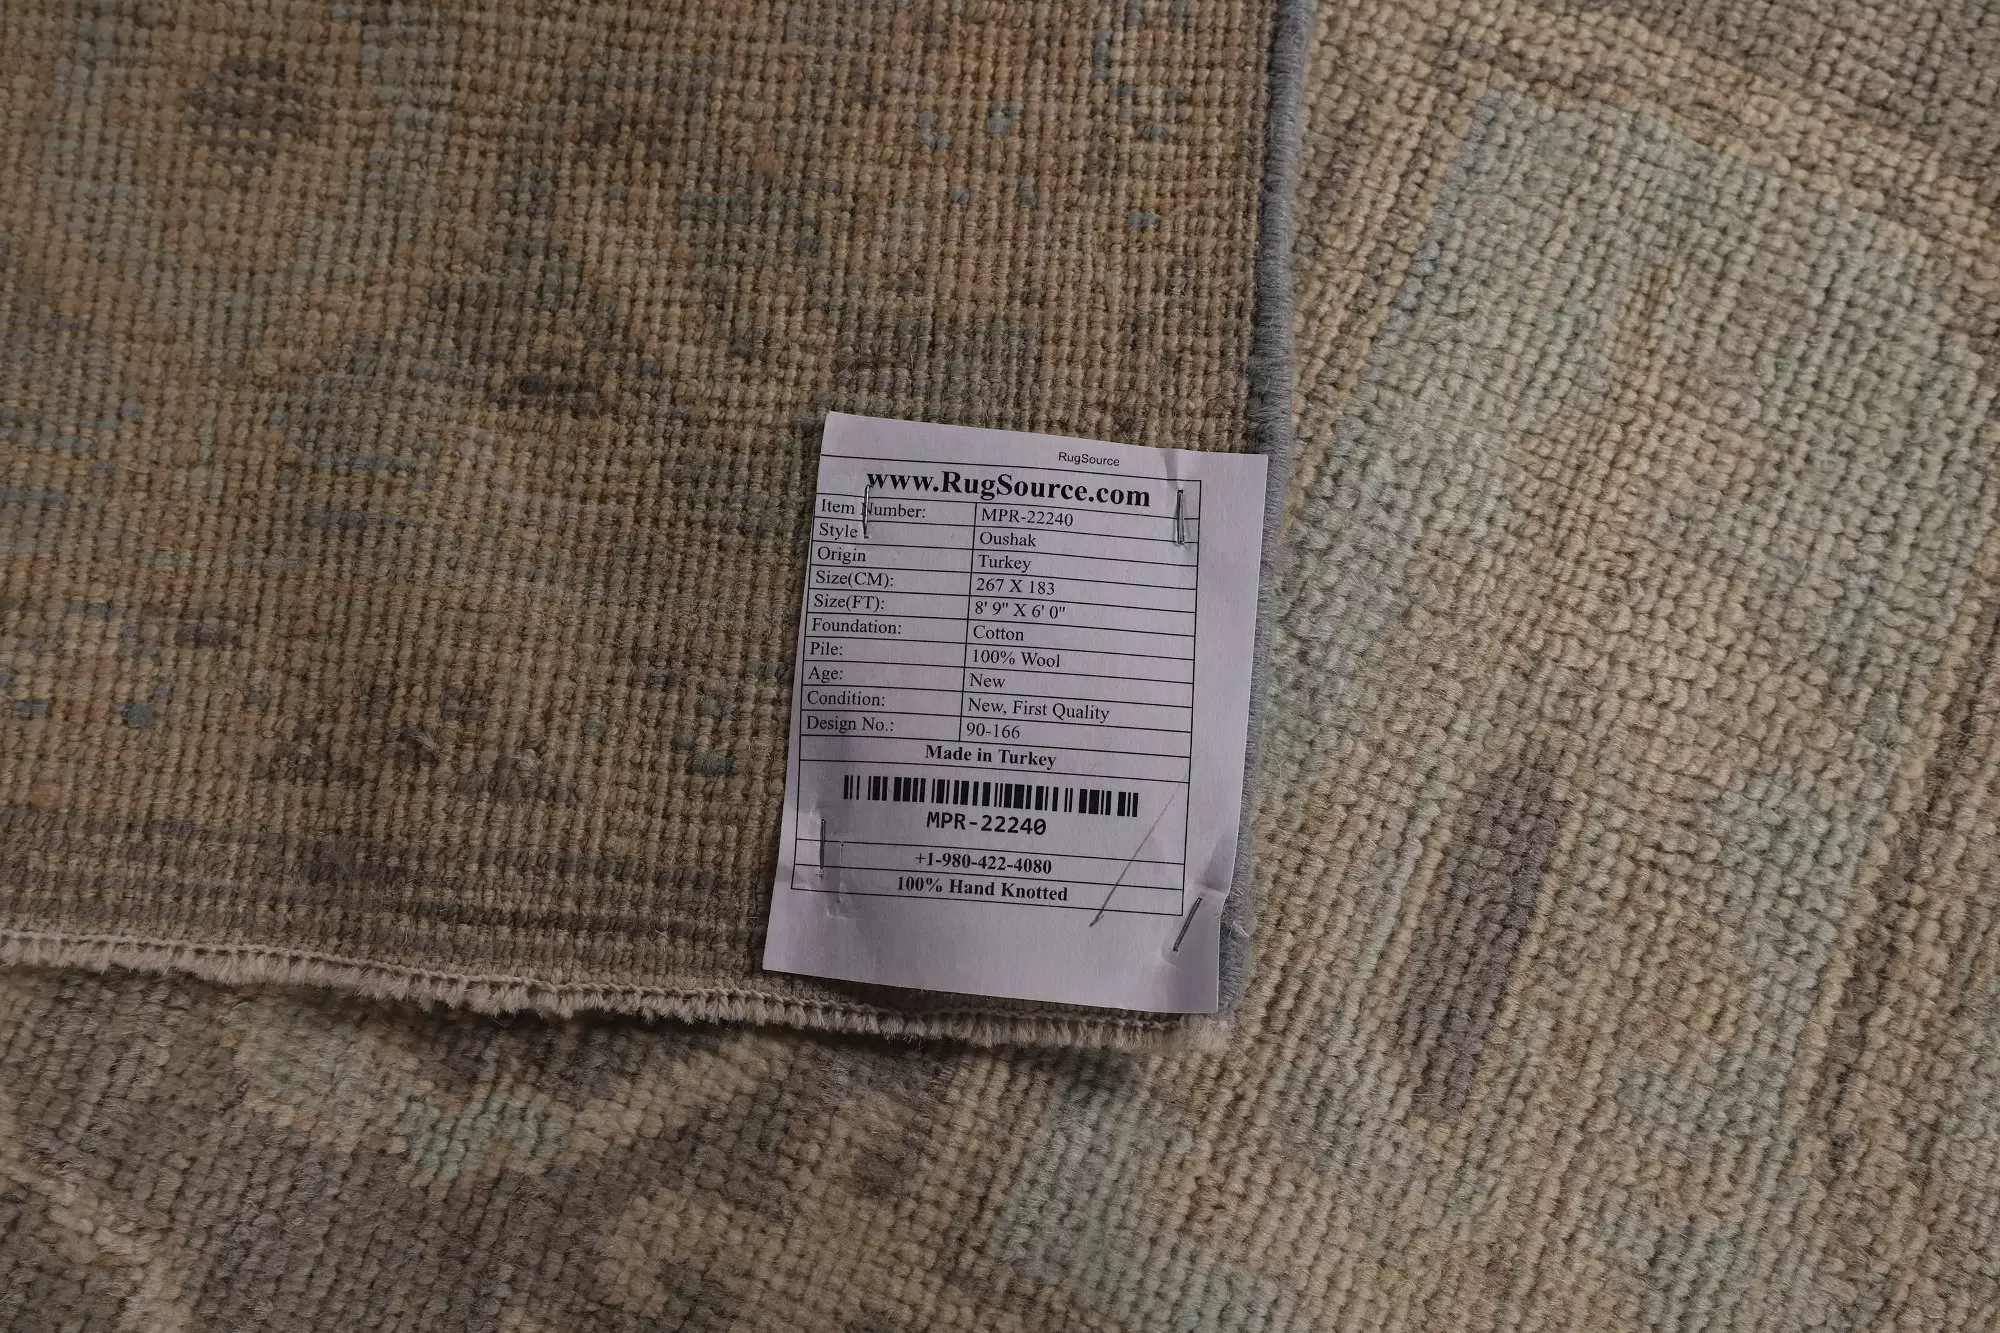 RugSource
www.RugSource.com
Item Number: MPR-22240
Style Oushak
Origin Turkey
Size(CM): 267 X 183
Size(FT): 8' 9" X 6' 0"
Foundation: Cotton
Pile: 100% Wool
Age: New
Condition: New, First Quality
Design No.: 90-166
Made in Turkey
MPR-22240
+1-980-422-4080
100% Hand Knotted